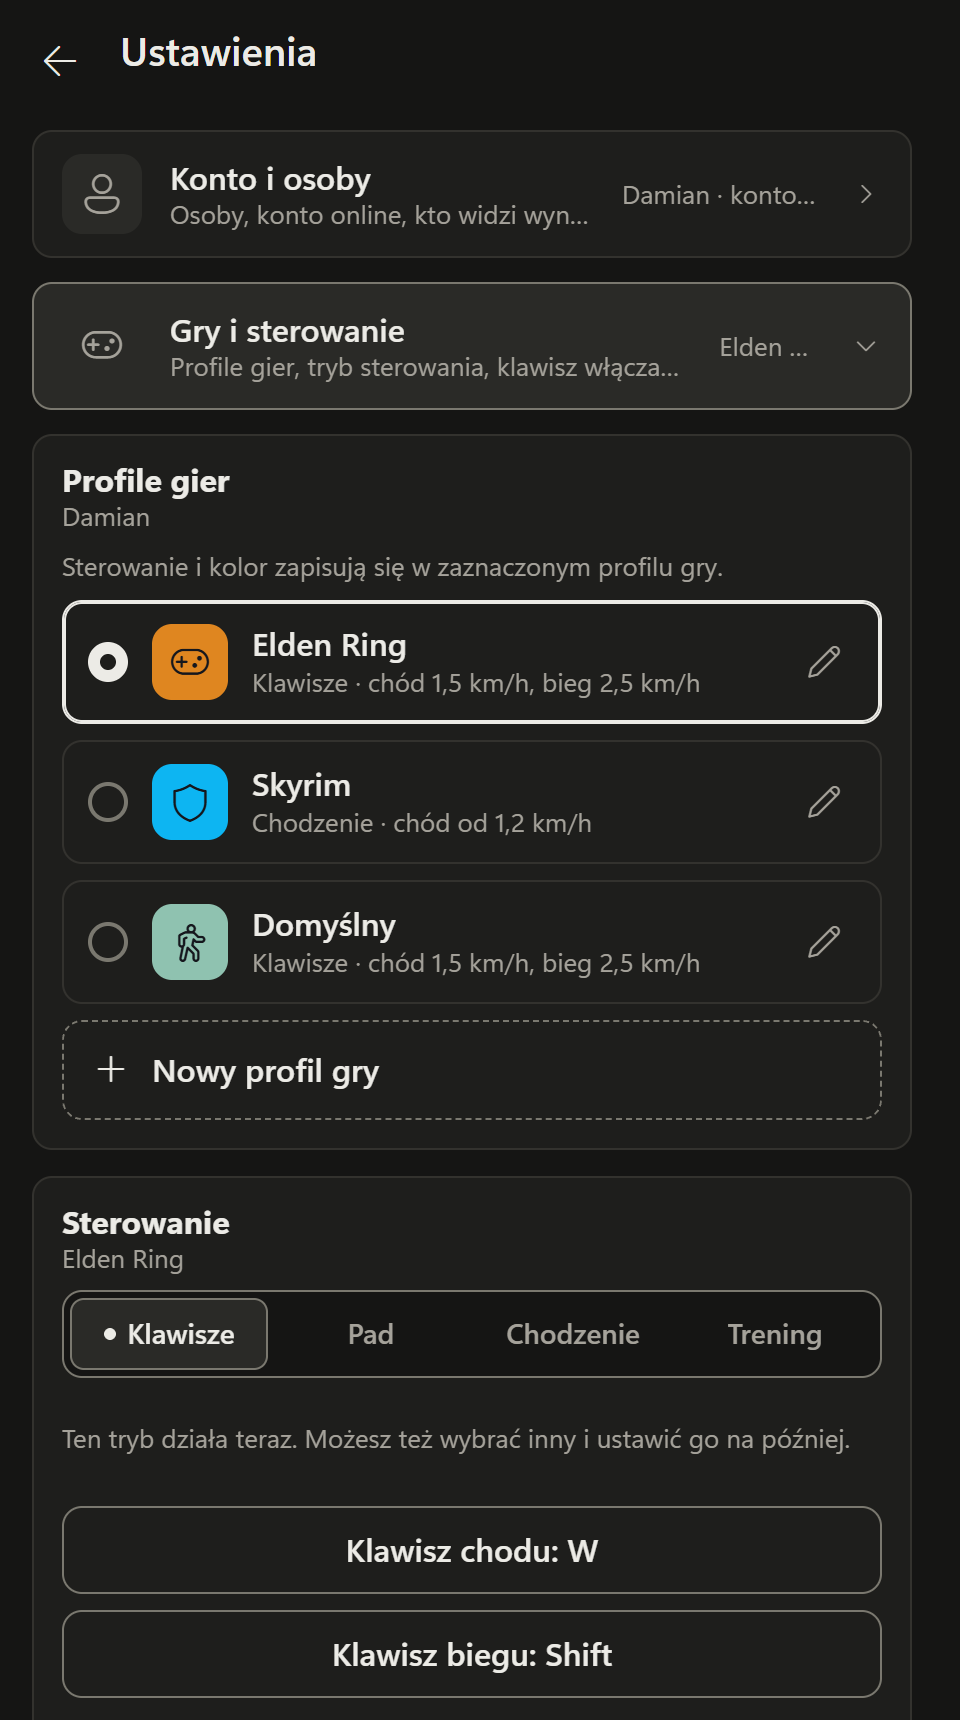 Ustawienia
Konto i osoby
Osoby, konto online, kto widzi wyn...
Damian · konto...
Gry i sterowanie
Profile gier, tryb sterowania, klawisz włącza...
Elden ...
Profile gier
Damian
Sterowanie i kolor zapisują się w zaznaczonym profilu gry.
Elden Ring
Klawisze · chód 1,5 km/h, bieg 2,5 km/h
Skyrim
Chodzenie · chód od 1,2 km/h
Domyślny
Klawisze · chód 1,5 km/h, bieg 2,5 km/h
Nowy profil gry
Sterowanie
Elden Ring
Klawisze Pad Chodzenie Trening
Ten tryb działa teraz. Możesz też wybrać inny i ustawić go na później.
Klawisz chodu: W
Klawisz biegu: Shift